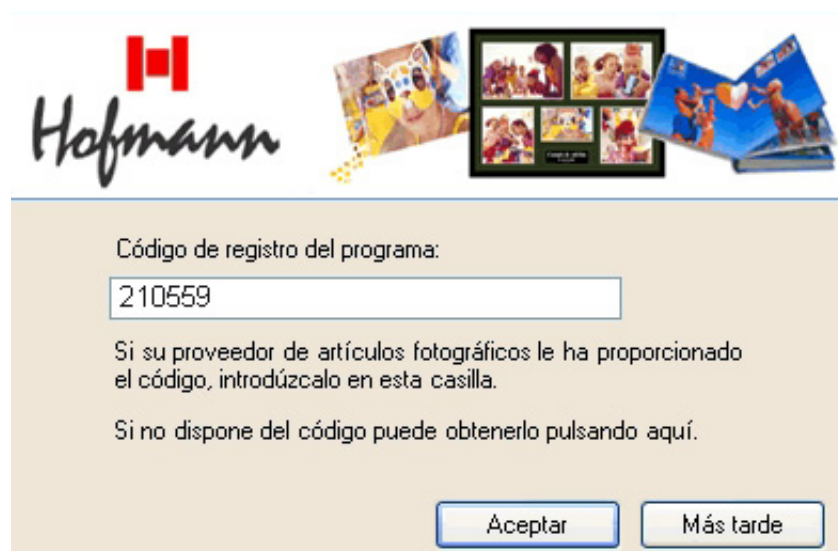 Hofmann
Código de registro del programa:
210559
Si su proveedor de artículos fotográficos le ha proporcionado
el código, introdúzcalo en esta casilla.
Si no dispone del código puede obtenerlo pulsando aquí.
Aceptar
Más tarde